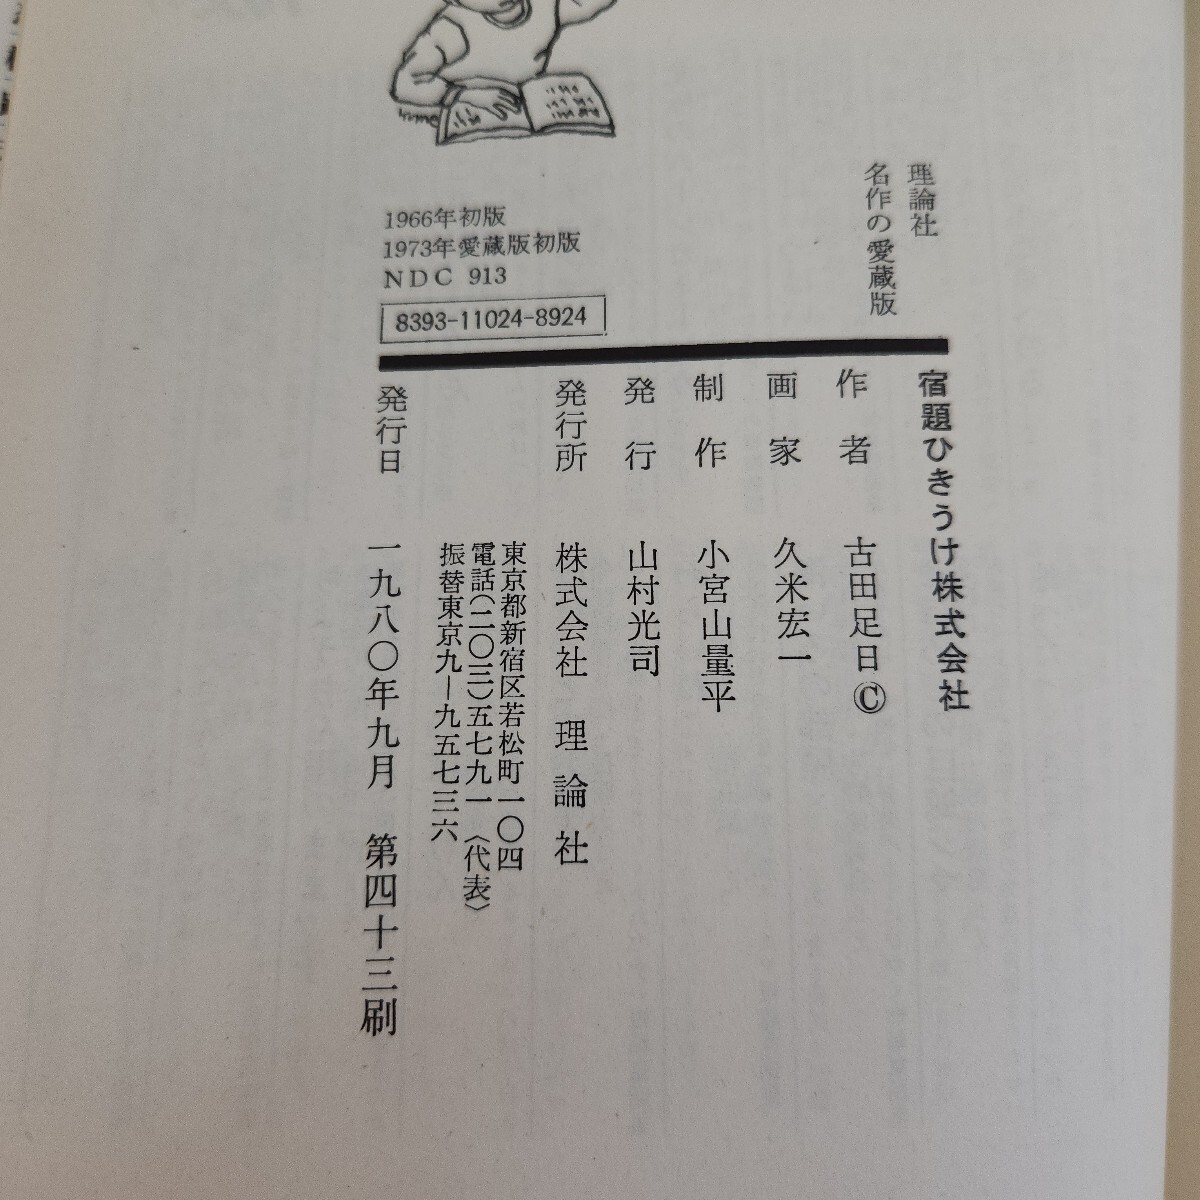 理論社
名作の愛蔵版
1966年初版
1973年愛蔵版初版
NDC 913
8393-11024-8924
宿題ひきうけ株式会社
作者 古田足日©
画家 久米宏一
制作 小宮山量平
発行 山村光司
発行所 株式会社 理論社
東京都新宿区若松町一〇四
電話(二〇三)五七九一〈代表〉
振替東京九―九五七三六
発行日 一九八〇年九月 第四十三刷